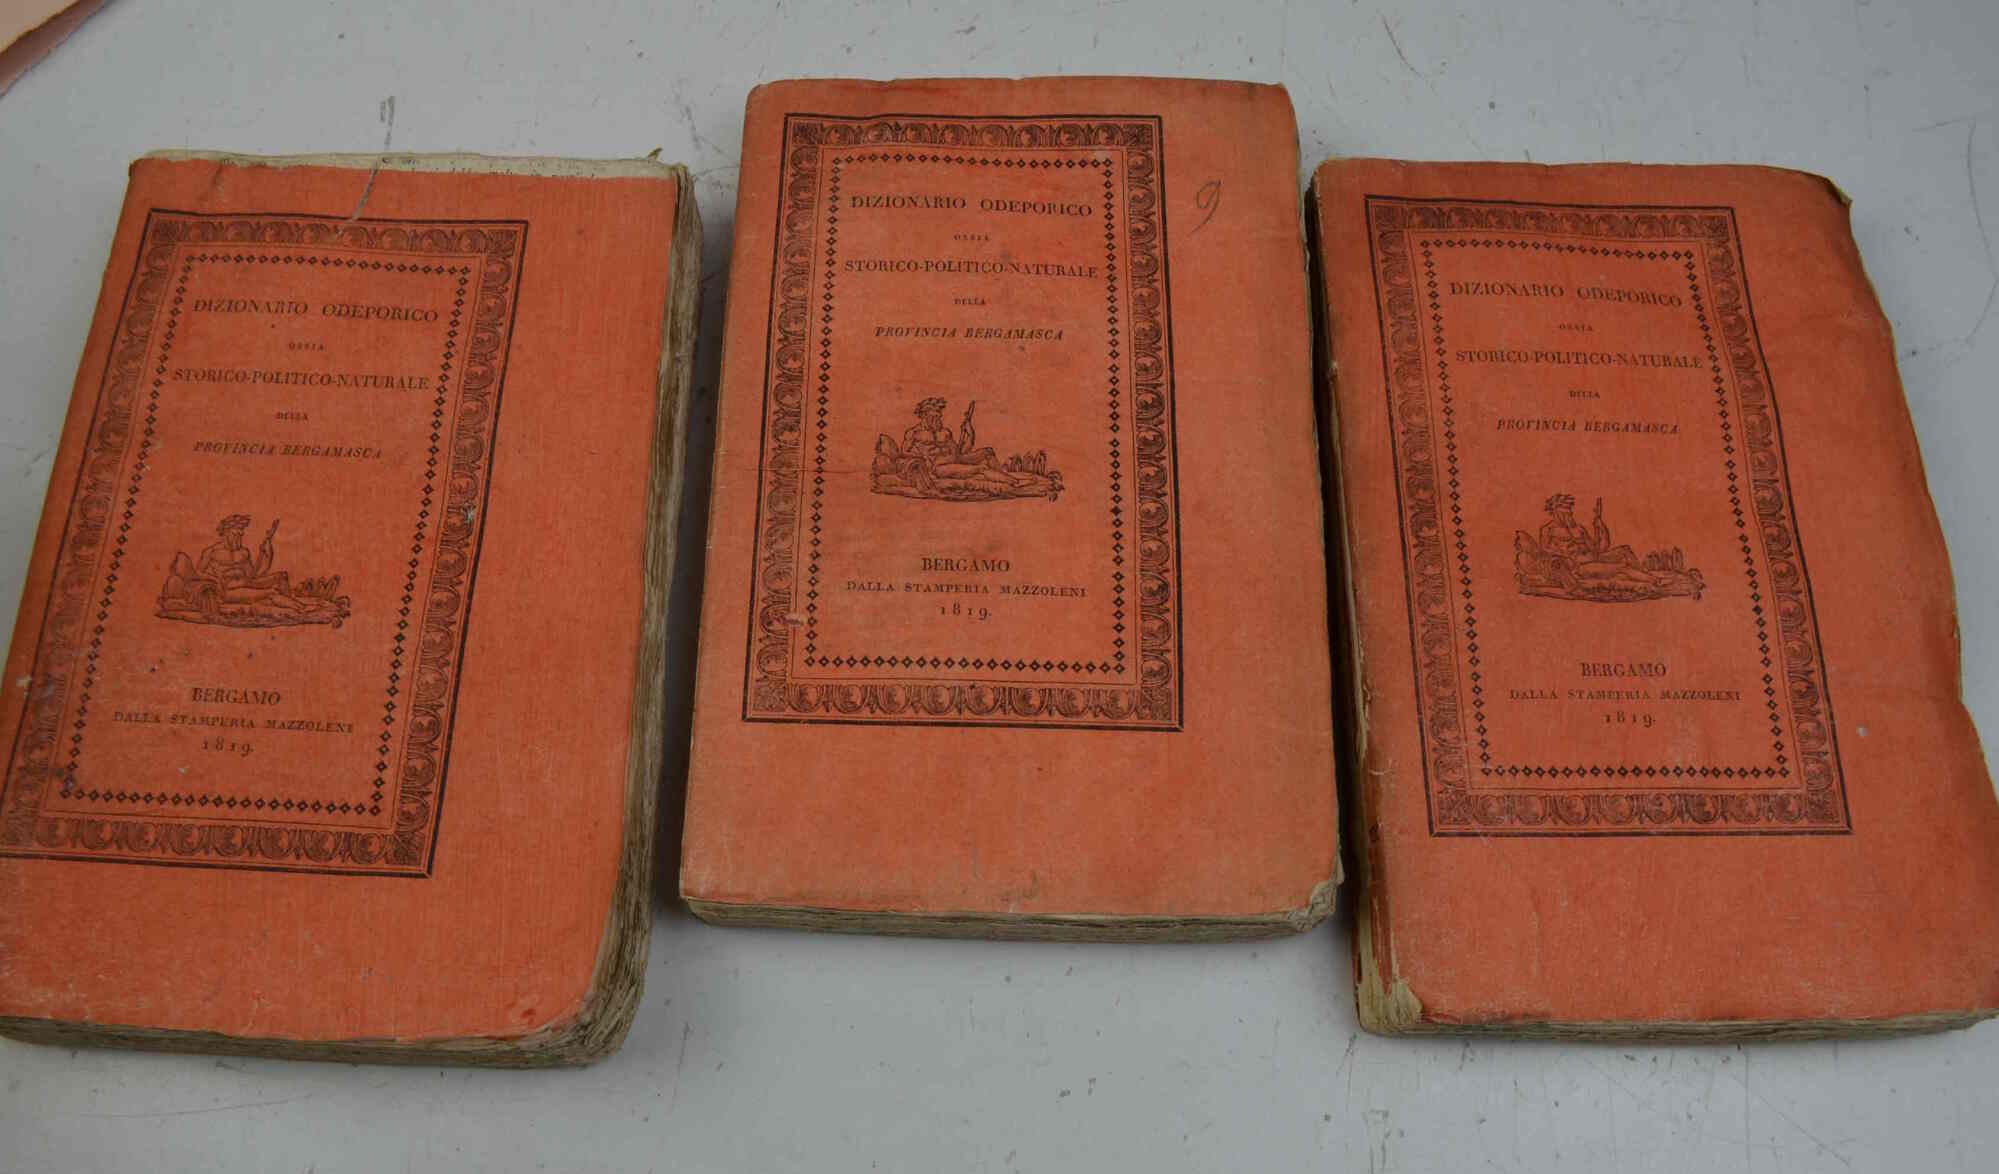 DIZIONARIO ODEPORICO
OSSIA
STORICO-POLITICO-NATURALE
DELLA
PROVINCIA BERGAMASCA
BERGAMO
DALLA STAMPERIA MAZZOLENI
1819.
DIZIONARIO ODEPORICO
OSSIA
STORICO-POLITICO-NATURALE
DELLA
PROVINCIA BERGAMASCA
BERGAMO
DALLA STAMPERIA MAZZOLENI
1819.
9
DIZIONARIO ODEPORICO
OSSIA
STORICO-POLITICO-NATURALE
DELLA
PROVINCIA BERGAMASCA
BERGAMO
DALLA STAMPERIA MAZZOLENI
1819.